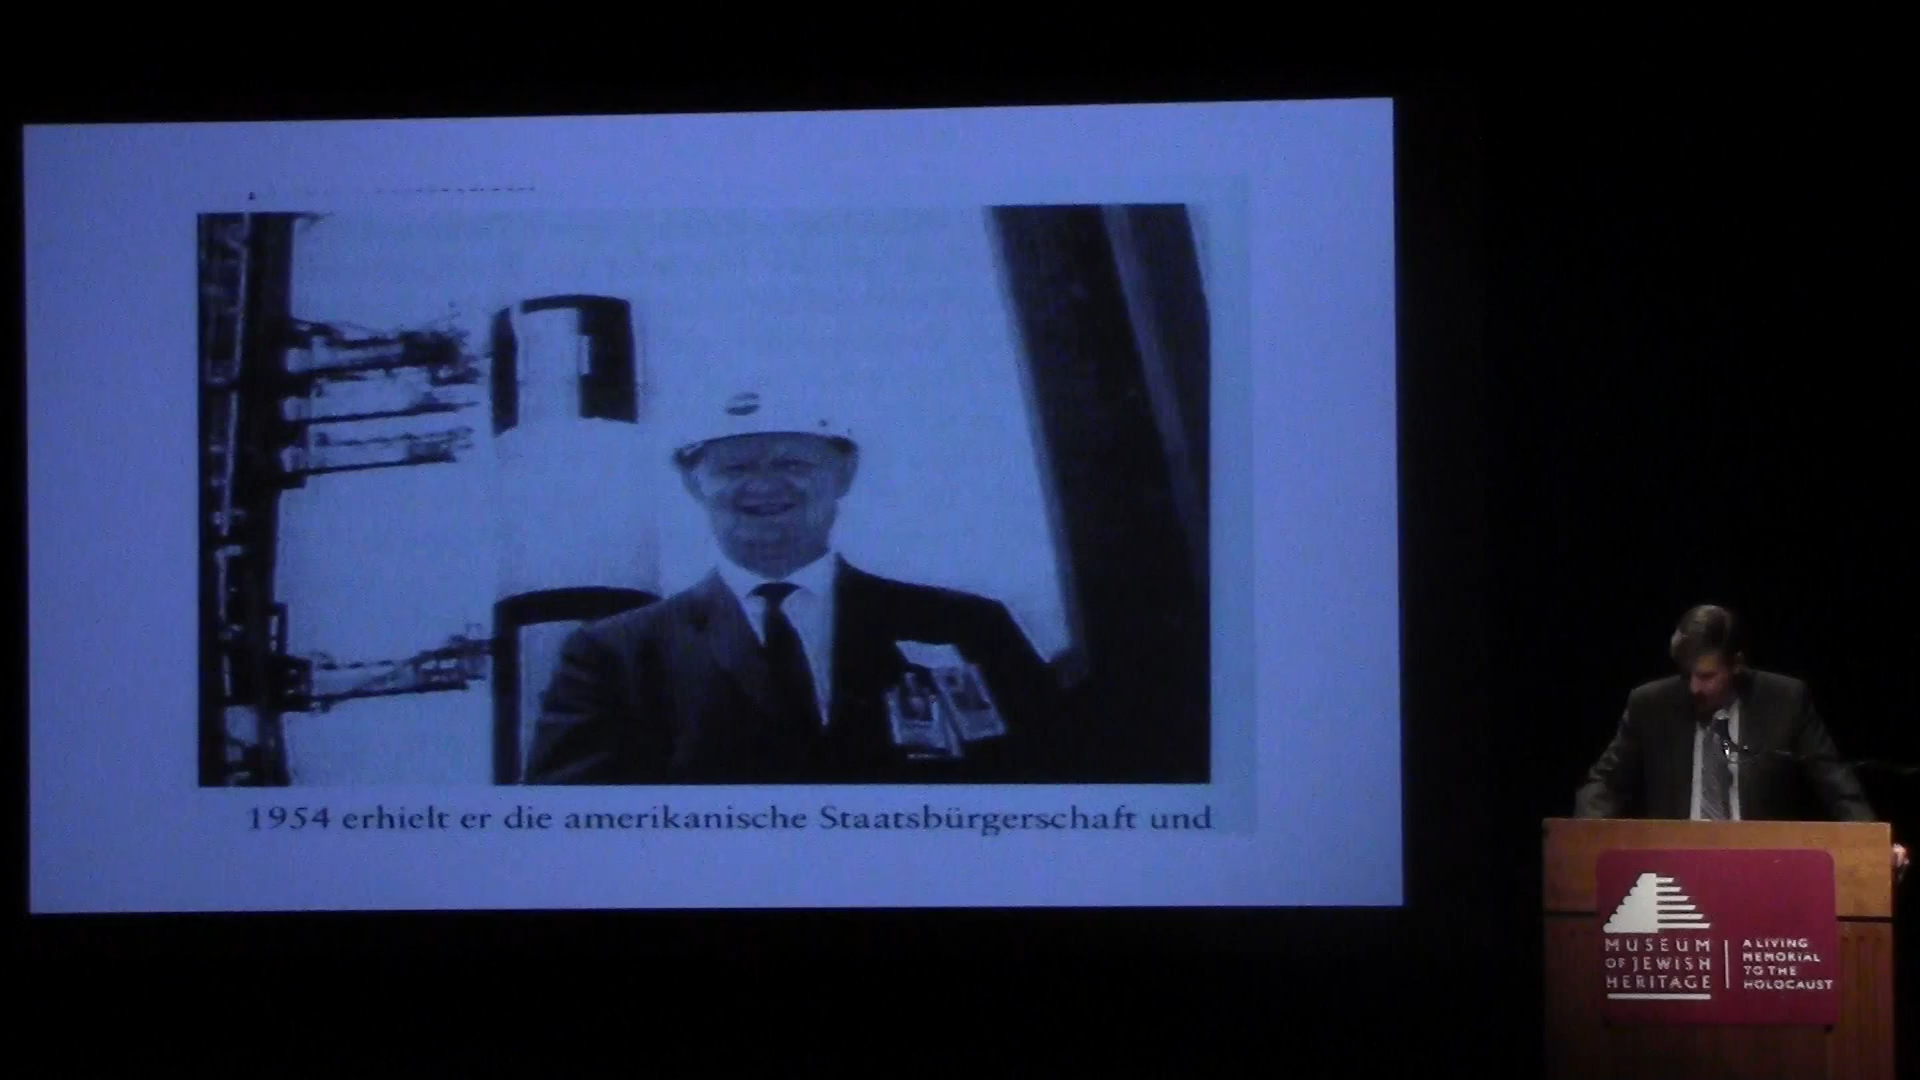 1954 erhielt er die amerikanische Staatsbürgerschaft und
MUSEUM
OF JEWISH
HERITAGE
A LIVING
MEMORIAL
TO THE
HOLOCAUST